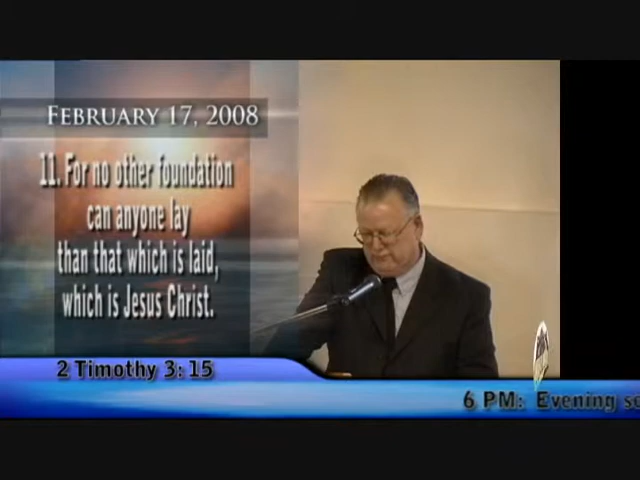 FEBRUARY 17, 2008
11. For no other foundation
can anyone lay
than that which is laid,
which is Jesus Christ.
2 Timothy 3: 15
6 PM: Evening